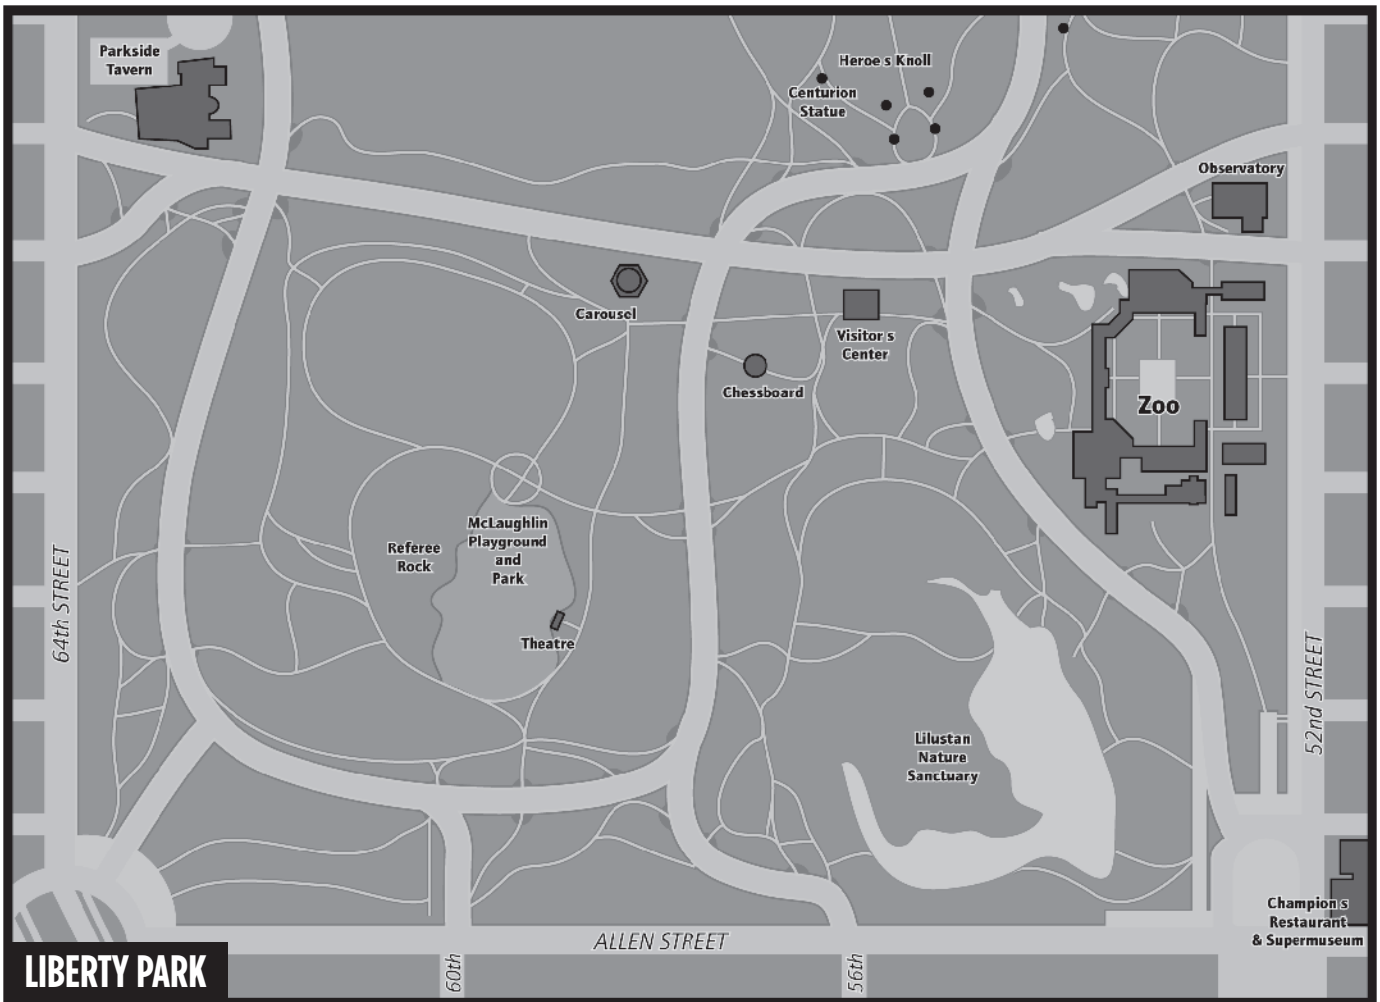 Parkside
Tavern
Heroe s Knoll
Centurion
Statue
Observatory
Carousel
Visitor s
Center
Chessboard
Zoo
McLaughlin
Playground
and
Park
Referee
Rock
Theatre
64th STREET
52nd STREET
Lilustan
Nature
Sanctuary
Champion s
Restaurant
& Supermuseum
ALLEN STREET
LIBERTY PARK
60th
56th